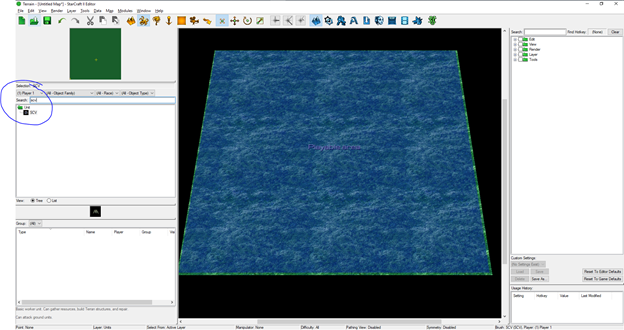 Terrain - [Untitled Map*] - StarCraft II Editor
File Edit View Render Layer Tools Data Map Modules Window Help
Search: Find Hotkey: (None) Clear
Edit
View
Render
Layer
Tools
Selection: SCV
(1) Player 1 (All - Object Family) (All - Race) (All - Object Type)
Search: scv
Unit
SCV
View: Tree List
Group: (All)
Type Name Player Group
Basic worker unit. Can gather resources, build Terran structures, and repair.
Can attack ground units.
Custom Settings:
Load Save
Delete Save As... Reset To Editor Defaults
Reset To Game Defaults
Usage History:
Setting Hotkey Value Last Modified
Point: None Layer: Units Select From: Active Layer Manipulator: None Difficulty: All Pathing View: Disabled Symmetry: Disabled Brush: SCV (SCV), Player: (1) Player 1